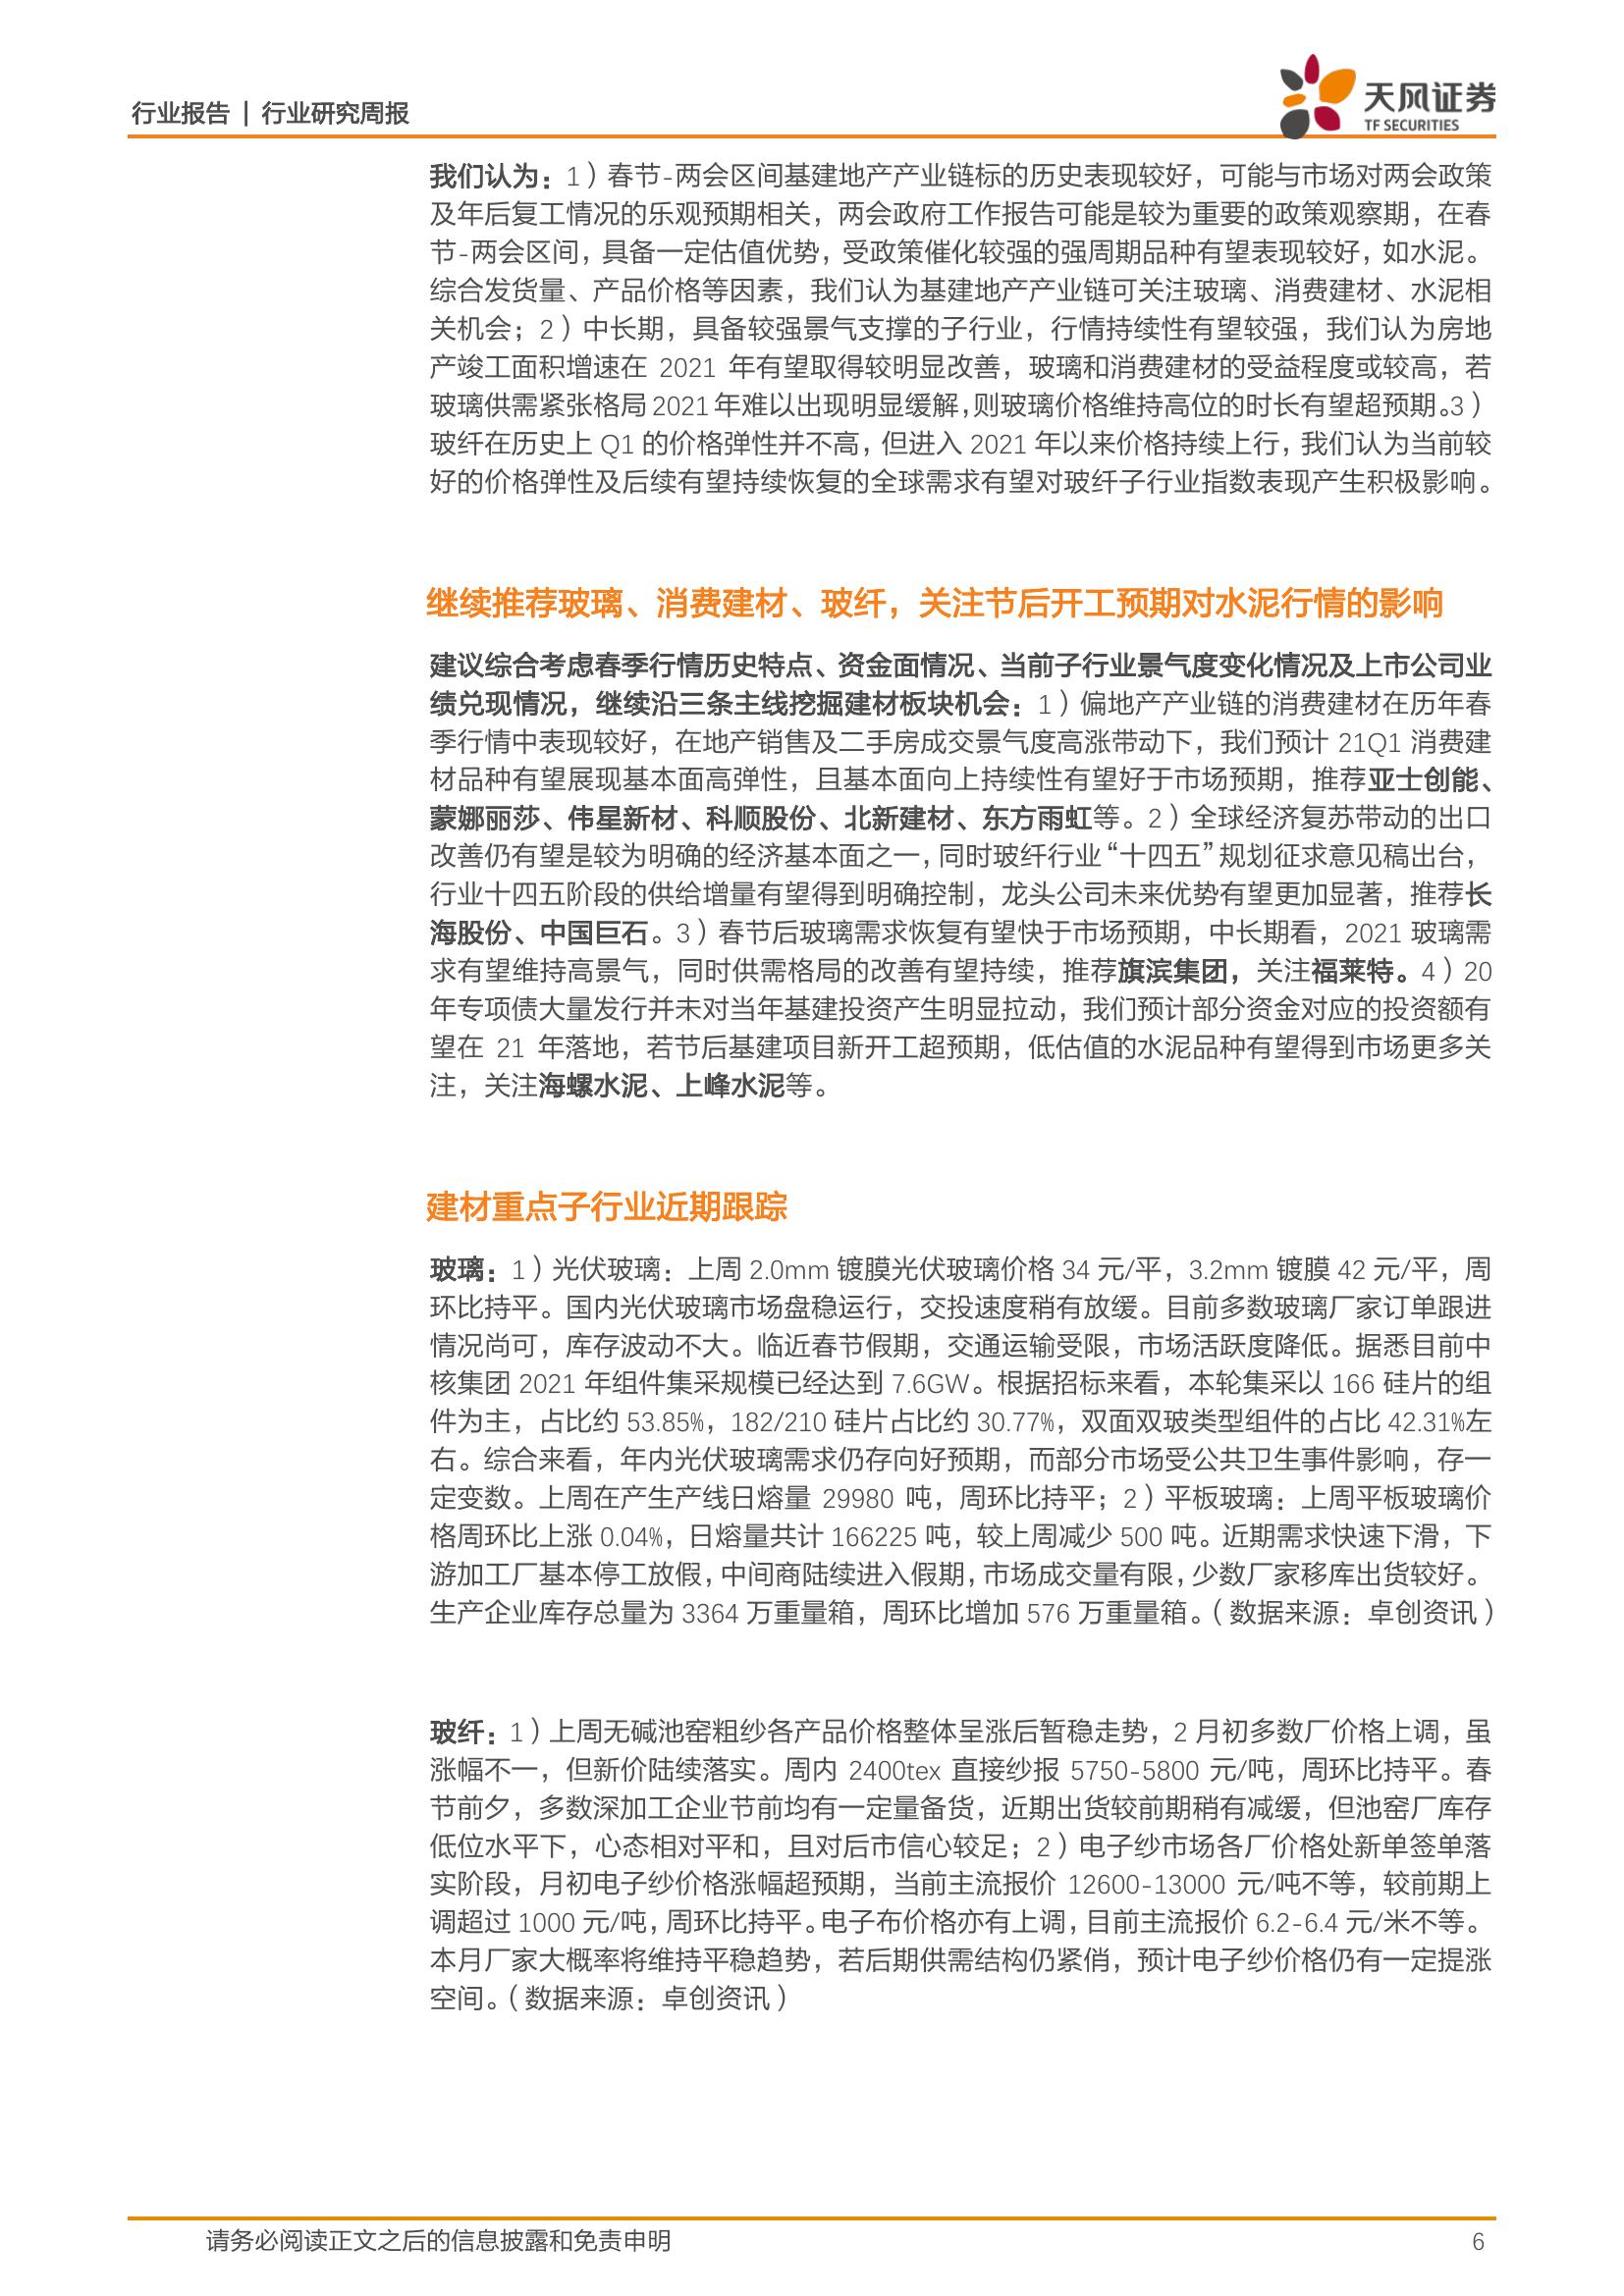 行业报告 | 行业研究周报
天风证券
TF SECURITIES
我们认为：1）春节-两会区间基建地产产业链标的历史表现较好，可能与市场对两会政策
及年后复工情况的乐观预期相关，两会政府工作报告可能是较为重要的政策观察期，在春
节-两会区间，具备一定估值优势，受政策催化较强的强周期品种有望表现较好，如水泥。
综合发货量、产品价格等因素，我们认为基建地产产业链可关注玻璃、消费建材、水泥相
关机会；2）中长期，具备较强景气支撑的子行业，行情持续性有望较强，我们认为房地
产竣工面积增速在 2021 年有望取得较明显改善，玻璃和消费建材的受益程度或较高，若
玻璃供需紧张格局 2021 年难以出现明显缓解，则玻璃价格维持高位的时长有望超预期。3）
玻纤在历史上 Q1 的价格弹性并不高，但进入 2021 年以来价格持续上行，我们认为当前较
好的价格弹性及后续有望持续恢复的全球需求有望对玻纤子行业指数表现产生积极影响。
继续推荐玻璃、消费建材、玻纤，关注节后开工预期对水泥行情的影响
建议综合考虑春季行情历史特点、资金面情况、当前子行业景气度变化情况及上市公司业
绩兑现情况，继续沿三条主线挖掘建材板块机会：1）偏地产产业链的消费建材在历年春
季行情中表现较好，在地产销售及二手房成交景气度高涨带动下，我们预计 21Q1 消费建
材品种有望展现基本面高弹性，且基本面向上持续性有望好于市场预期，推荐亚士创能、
蒙娜丽莎、伟星新材、科顺股份、北新建材、东方雨虹等。2）全球经济复苏带动的出口
改善仍有望是较为明确的经济基本面之一，同时玻纤行业“十四五”规划征求意见稿出台，
行业十四五阶段的供给增量有望得到明确控制，龙头公司未来优势有望更加显著，推荐长
海股份、中国巨石。3）春节后玻璃需求恢复有望快于市场预期，中长期看，2021 玻璃需
求有望维持高景气，同时供需格局的改善有望持续，推荐旗滨集团，关注福莱特。4）20
年专项债大量发行并未对当年基建投资产生明显拉动，我们预计部分资金对应的投资额有
望在 21 年落地，若节后基建项目新开工超预期，低估值的水泥品种有望得到市场更多关
注，关注海螺水泥、上峰水泥等。
建材重点子行业近期跟踪
玻璃：1）光伏玻璃：上周 2.0mm 镀膜光伏玻璃价格 34 元/平，3.2mm 镀膜 42 元/平，周
环比持平。国内光伏玻璃市场盘稳运行，交投速度稍有放缓。目前多数玻璃厂家订单跟进
情况尚可，库存波动不大。临近春节假期，交通运输受限，市场活跃度降低。据悉目前中
核集团 2021 年组件集采规模已经达到 7.6GW。根据招标来看，本轮集采以 166 硅片的组
件为主，占比约 53.85%，182/210 硅片占比约 30.77%，双面双玻类型组件的占比 42.31%左
右。综合来看，年内光伏玻璃需求仍存向好预期，而部分市场受公共卫生事件影响，存一
定变数。上周在产生产线日熔量 29980 吨，周环比持平；2）平板玻璃：上周平板玻璃价
格周环比上涨 0.04%，日熔量共计 166225 吨，较上周减少 500 吨。近期需求快速下滑，下
游加工厂基本停工放假，中间商陆续进入假期，市场成交量有限，少数厂家移库出货较好。
生产企业库存总量为 3364 万重量箱，周环比增加 576 万重量箱。（数据来源：卓创资讯）
玻纤：1）上周无碱池窑粗纱各产品价格整体呈涨后暂稳走势，2 月初多数厂价格上调，虽
涨幅不一，但新价陆续落实。周内 2400tex 直接纱报 5750-5800 元/吨，周环比持平。春
节前夕，多数深加工企业节前均有一定量备货，近期出货较前期稍有减缓，但池窑厂库存
低位水平下，心态相对平和，且对后市信心较足；2）电子纱市场各厂价格处新单签单落
实阶段，月初电子纱价格涨幅超预期，当前主流报价 12600-13000 元/吨不等，较前期上
调超过 1000 元/吨，周环比持平。电子布价格亦有上调，目前主流报价 6.2-6.4 元/米不等。
本月厂家大概率将维持平稳趋势，若后期供需结构仍紧俏，预计电子纱价格仍有一定提涨
空间。（数据来源：卓创资讯）
请务必阅读正文之后的信息披露和免责申明
6